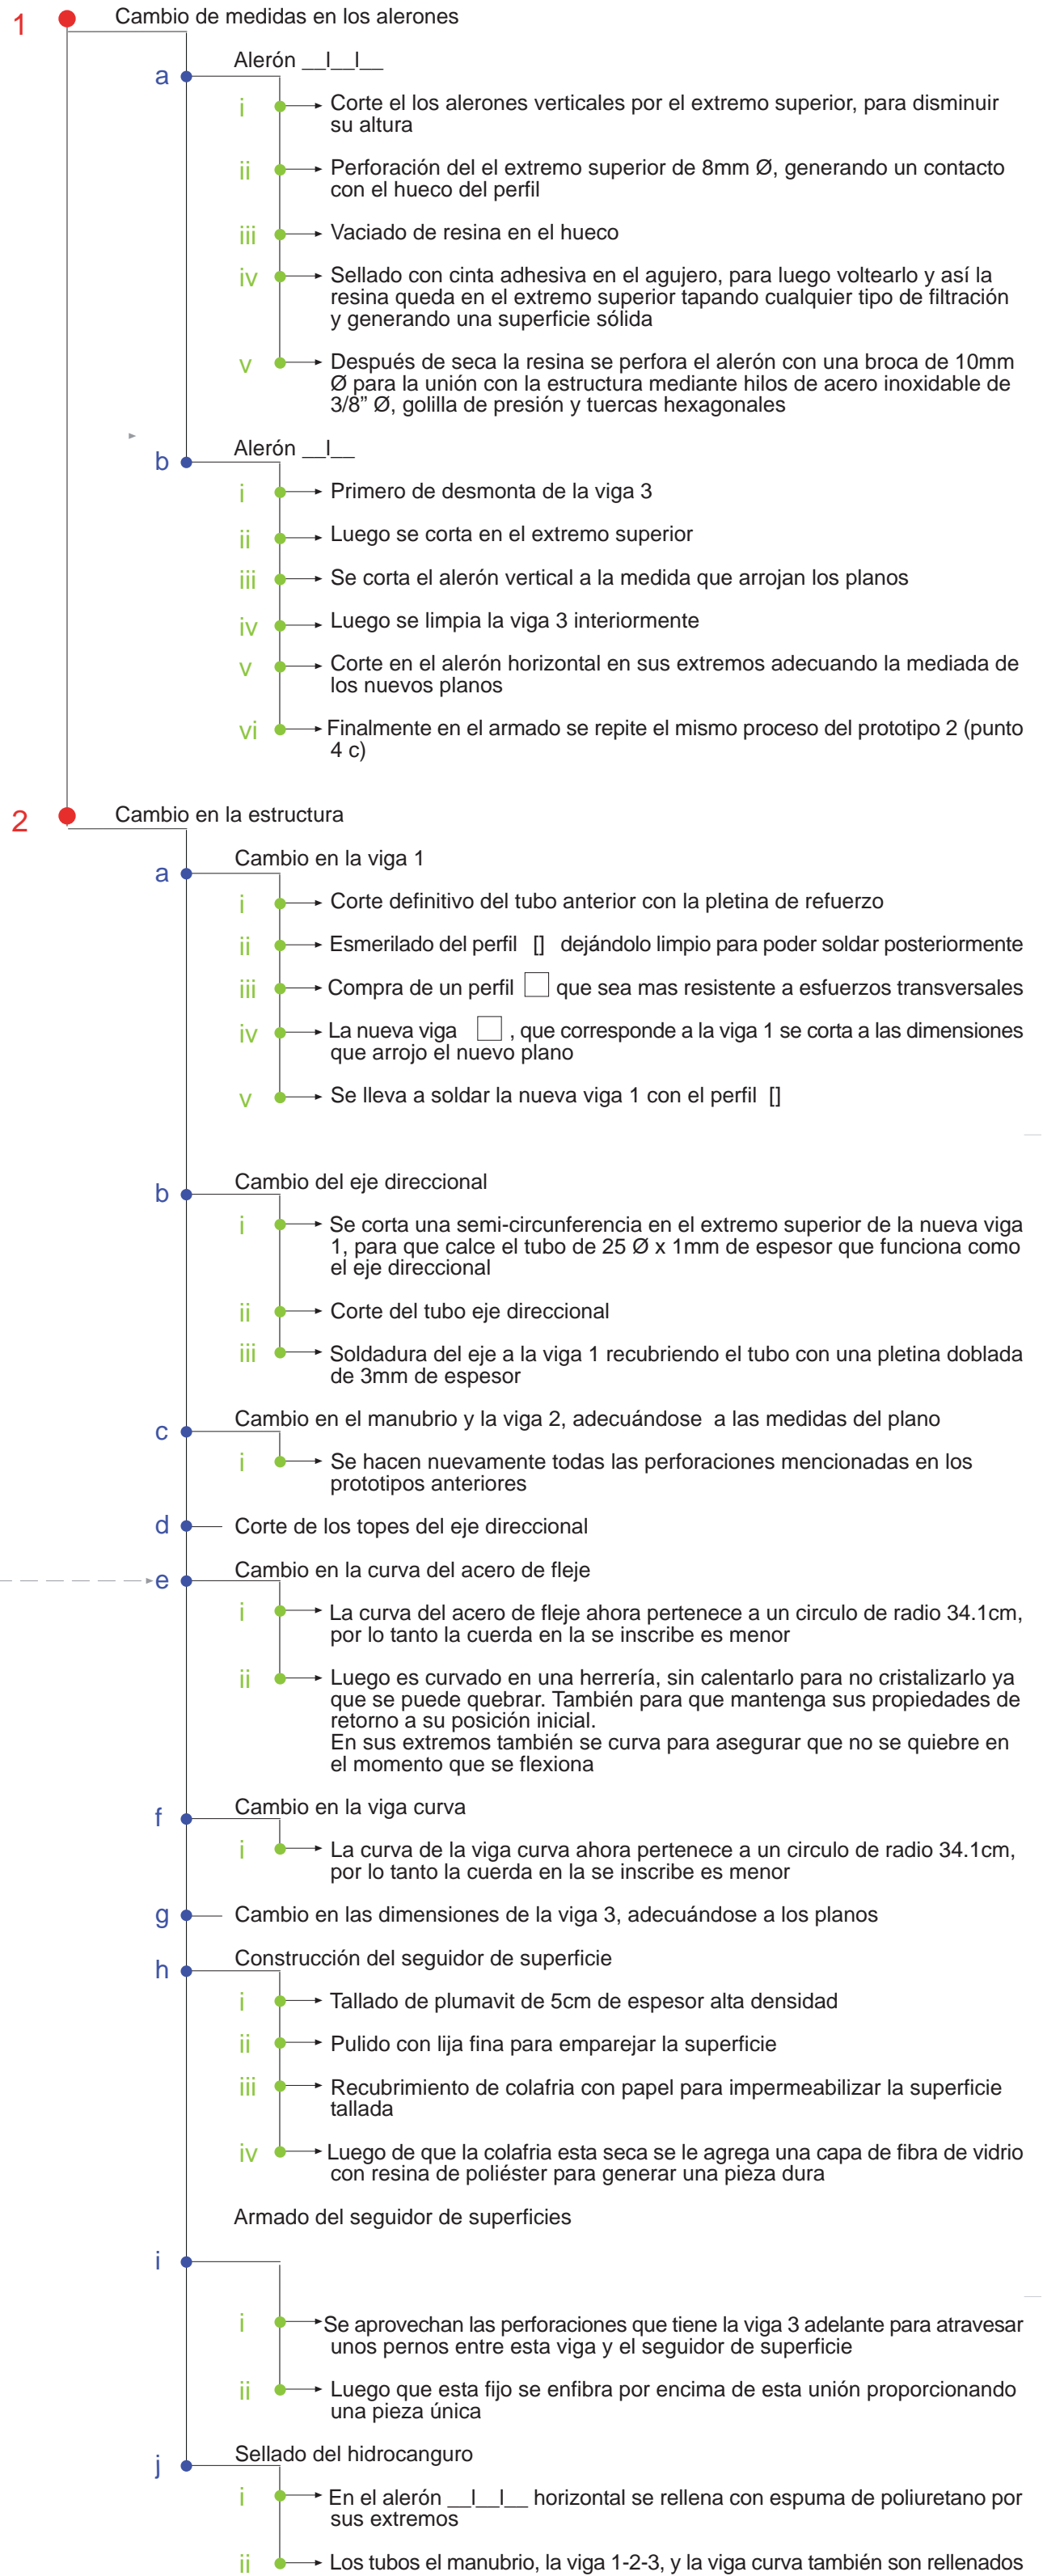 1 Cambio de medidas en los alerones
a Alerón __I__I__
i Corte el los alerones verticales por el extremo superior, para disminuir
su altura
ii Perforación del el extremo superior de 8mm Ø, generando un contacto
con el hueco del perfil
iii Vaciado de resina en el hueco
iv Sellado con cinta adhesiva en el agujero, para luego voltearlo y así la
resina queda en el extremo superior tapando cualquier tipo de filtración
y generando una superficie sólida
v Después de seca la resina se perfora el alerón con una broca de 10mm
Ø para la unión con la estructura mediante hilos de acero inoxidable de
3/8” Ø, golilla de presión y tuercas hexagonales
b Alerón __I__
i Primero de desmonta de la viga 3
ii Luego se corta en el extremo superior
iii Se corta el alerón vertical a la medida que arrojan los planos
iv Luego se limpia la viga 3 interiormente
v Corte en el alerón horizontal en sus extremos adecuando la mediada de
los nuevos planos
vi Finalmente en el armado se repite el mismo proceso del prototipo 2 (punto
4 c)
2 Cambio en la estructura
a Cambio en la viga 1
i Corte definitivo del tubo anterior con la pletina de refuerzo
ii Esmerilado del perfil [] dejándolo limpio para poder soldar posteriormente
iii Compra de un perfil que sea mas resistente a esfuerzos transversales
iv La nueva viga , que corresponde a la viga 1 se corta a las dimensiones
que arrojo el nuevo plano
v Se lleva a soldar la nueva viga 1 con el perfil []
b Cambio del eje direccional
i Se corta una semi-circunferencia en el extremo superior de la nueva viga
1, para que calce el tubo de 25 Ø x 1mm de espesor que funciona como
el eje direccional
ii Corte del tubo eje direccional
iii Soldadura del eje a la viga 1 recubriendo el tubo con una pletina doblada
de 3mm de espesor
c Cambio en el manubrio y la viga 2, adecuándose a las medidas del plano
i Se hacen nuevamente todas las perforaciones mencionadas en los
prototipos anteriores
d Corte de los topes del eje direccional
e Cambio en la curva del acero de fleje
i La curva del acero de fleje ahora pertenece a un circulo de radio 34.1cm,
por lo tanto la cuerda en la se inscribe es menor
ii Luego es curvado en una herrería, sin calentarlo para no cristalizarlo ya
que se puede quebrar. También para que mantenga sus propiedades de
retorno a su posición inicial.
En sus extremos también se curva para asegurar que no se quiebre en
el momento que se flexiona
f Cambio en la viga curva
i La curva de la viga curva ahora pertenece a un circulo de radio 34.1cm,
por lo tanto la cuerda en la se inscribe es menor
g Cambio en las dimensiones de la viga 3, adecuándose a los planos
h Construcción del seguidor de superficie
i Tallado de plumavit de 5cm de espesor alta densidad
ii Pulido con lija fina para emparejar la superficie
iii Recubrimiento de colafria con papel para impermeabilizar la superficie
tallada
iv Luego de que la colafria esta seca se le agrega una capa de fibra de vidrio
con resina de poliéster para generar una pieza dura
Armado del seguidor de superficies
i
i Se aprovechan las perforaciones que tiene la viga 3 adelante para atravesar
unos pernos entre esta viga y el seguidor de superficie
ii Luego que esta fijo se enfibra por encima de esta unión proporcionando
una pieza única
j Sellado del hidrocanguro
i En el alerón __I__I__ horizontal se rellena con espuma de poliuretano por
sus extremos
ii Los tubos el manubrio, la viga 1-2-3, y la viga curva también son rellenados